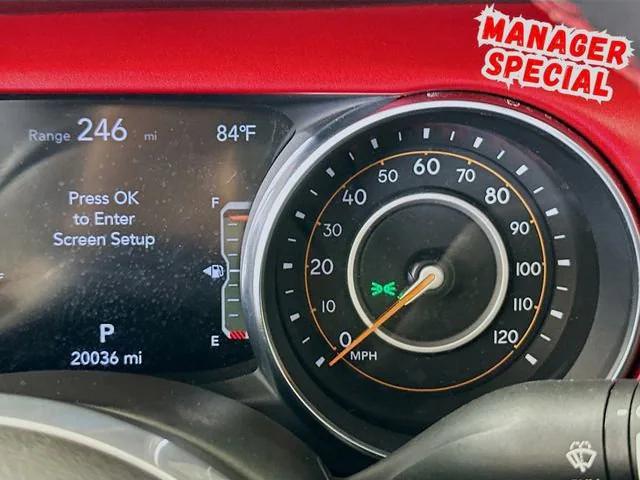 MANAGER
SPECIAL
Range 246 mi 84°F
Press OK
to Enter
Screen Setup
F
E
P
20036 mi
0
10
20
30
40
50
60
70
80
90
100
110
120
MPH